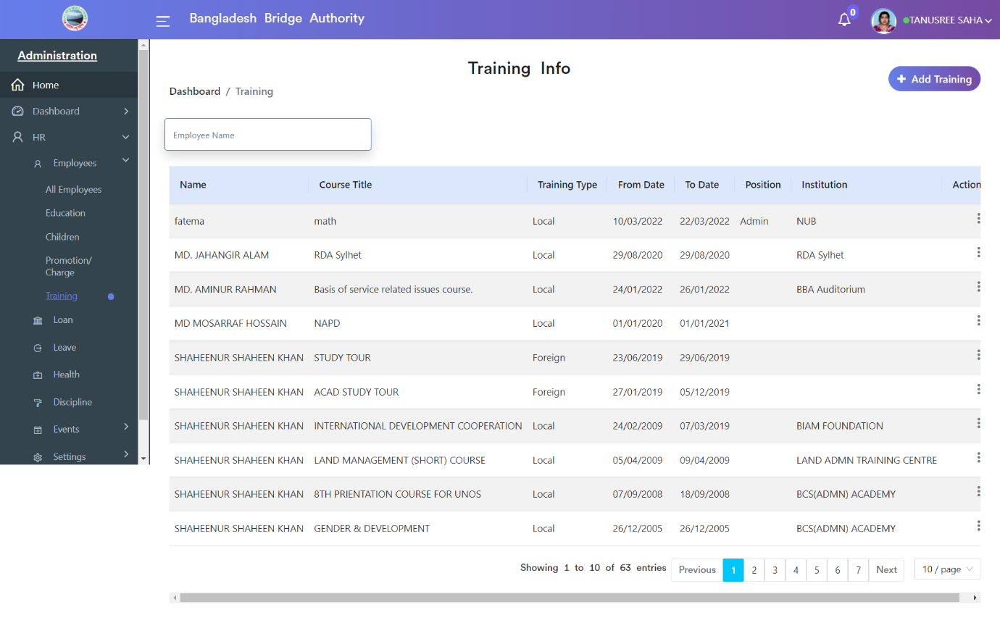 Bangladesh Bridge Authority
0
TANUSREE SAHA
Administration
Home
Dashboard
HR
Employees
All Employees
Education
Children
Promotion/
Charge
Training
Loan
Leave
Health
Discipline
Events
Settings
Training Info
Dashboard / Training
+ Add Training
Employee Name
Name Course Title Training Type From Date To Date Position Institution Action
fatema math Local 10/03/2022 22/03/2022 Admin NUB
MD. JAHANGIR ALAM RDA Sylhet Local 29/08/2020 29/08/2020 RDA Sylhet
MD. AMINUR RAHMAN Basis of service related issues course. Local 24/01/2022 26/01/2022 BBA Auditorium
MD MOSARRAF HOSSAIN NAPD Local 01/01/2020 01/01/2021
SHAHEENUR SHAHEEN KHAN STUDY TOUR Foreign 23/06/2019 29/06/2019
SHAHEENUR SHAHEEN KHAN ACAD STUDY TOUR Foreign 27/01/2019 05/12/2019
SHAHEENUR SHAHEEN KHAN INTERNATIONAL DEVELOPMENT COOPERATION Local 24/02/2009 07/03/2019 BIAM FOUNDATION
SHAHEENUR SHAHEEN KHAN LAND MANAGEMENT (SHORT) COURSE Local 05/04/2009 09/04/2009 LAND ADMN TRAINING CENTRE
SHAHEENUR SHAHEEN KHAN 8TH PRIENTATION COURSE FOR UNOS Local 07/09/2008 18/09/2008 BCS(ADMN) ACADEMY
SHAHEENUR SHAHEEN KHAN GENDER & DEVELOPMENT Local 26/12/2005 26/12/2005 BCS(ADMN) ACADEMY
Showing 1 to 10 of 63 entries Previous 1 2 3 4 5 6 7 Next 10 / page